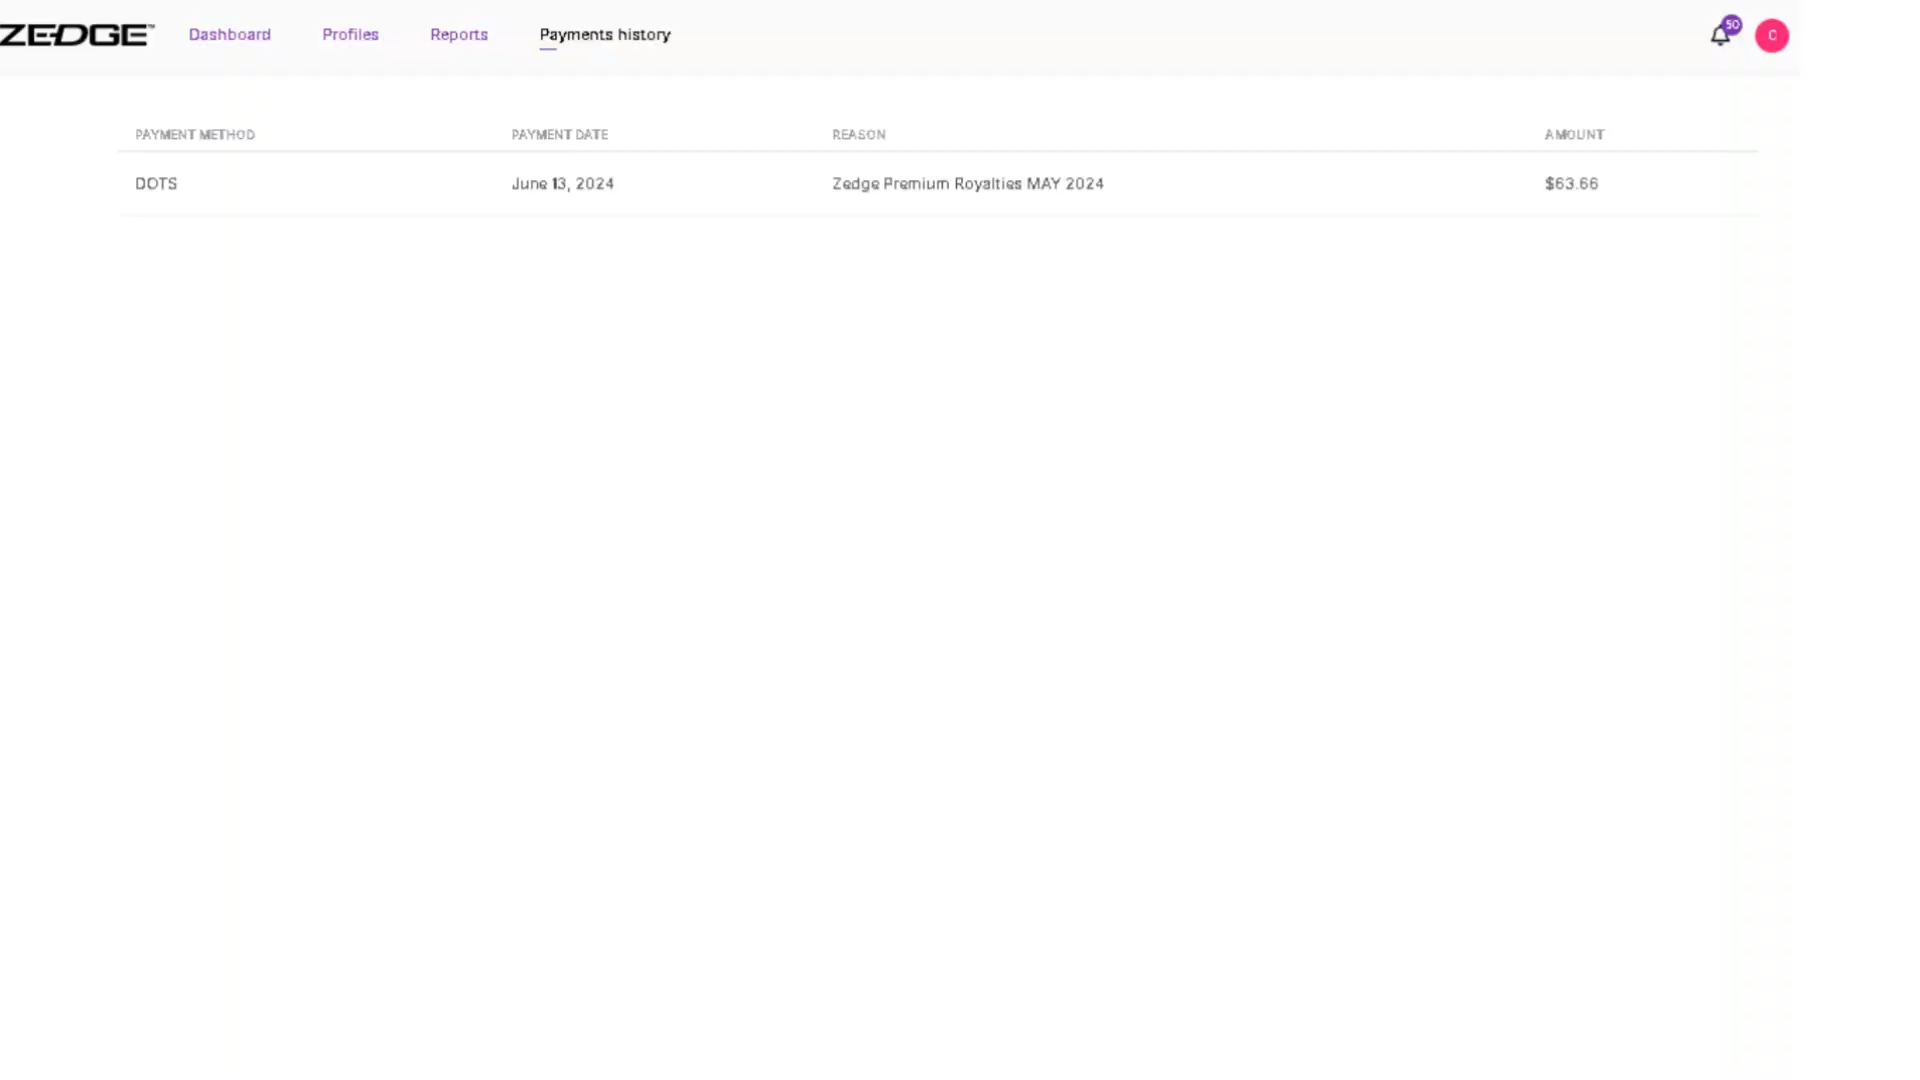 ZEDGE™ Dashboard Profiles Reports Payments history 50 C
PAYMENT METHOD PAYMENT DATE REASON AMOUNT
DOTS June 13, 2024 Zedge Premium Royalties MAY 2024 $63.66